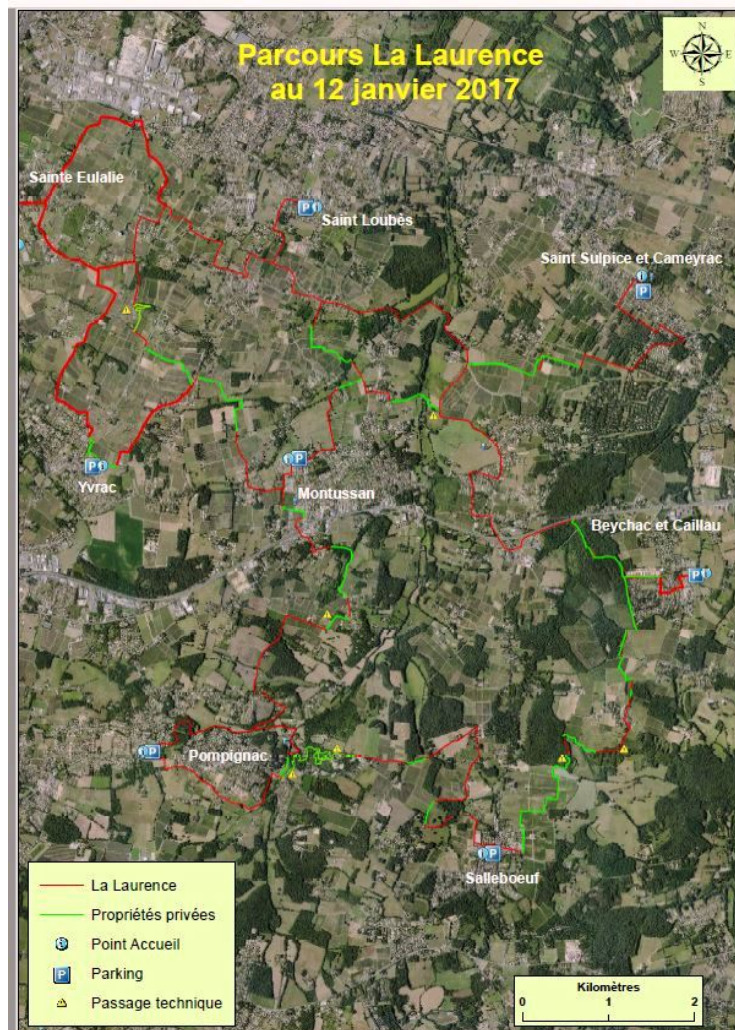 Parcours La Laurence
au 12 janvier 2017
N
W
E
S
Sainte Eulalie
P
Saint Loubès
Saint Sulpice et Cameyrac
P
P
Yvrac
P
Montussan
Beychac et Caillau
P
P
Pompignac
P
Salleboeuf
La Laurence
Propriétés privées
Point Accueil
P Parking
Passage technique
Kilomètres
0 1 2